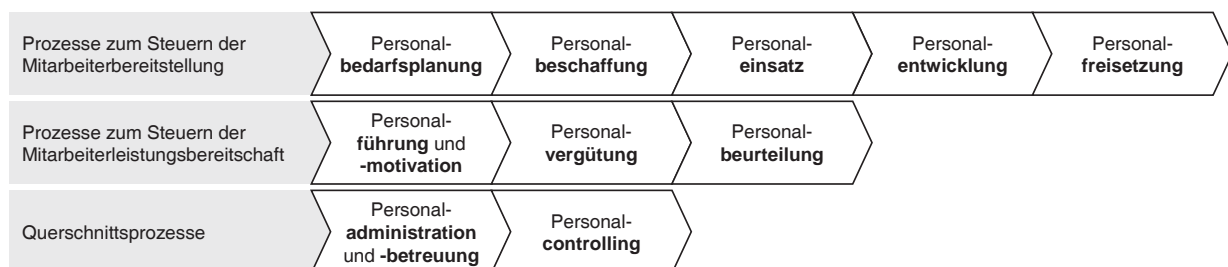 Prozesse zum Steuern der
Mitarbeiterbereitstellung
Personal-
bedarfsplanung
Personal-
beschaffung
Personal-
einsatz
Personal-
entwicklung
Personal-
freisetzung
Prozesse zum Steuern der
Mitarbeiterleistungsbereitschaft
Personal-
führung und
-motivation
Personal-
vergütung
Personal-
beurteilung
Querschnittsprozesse
Personal-
administration
und -betreuung
Personal-
controlling